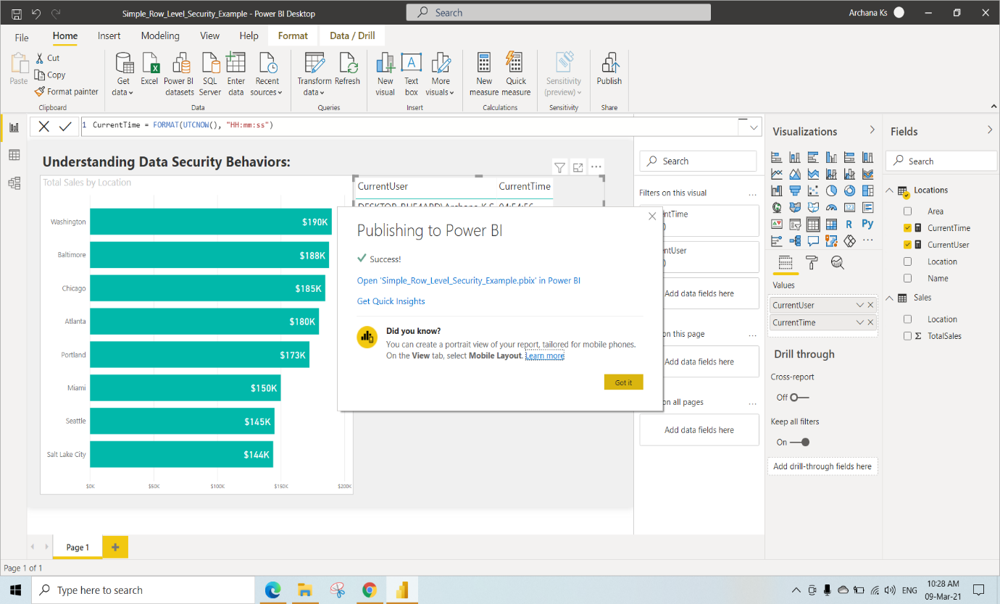 Simple_Row_Level_Security_Example - Power BI Desktop
Search
Archana Ks
File
Home
Insert
Modeling
View
Help
Format
Data / Drill
Paste
Cut
Copy
Format painter
Clipboard
Get
data
Excel
Power BI
datasets
SQL
Server
Enter
data
Recent
sources
Data
Transform
data
Refresh
Queries
New
visual
Text
box
More
visuals
Insert
New
measure
Quick
measure
Calculations
Sensitivity
(preview)
Sensitivity
Publish
Share
1 CurrentTime = FORMAT(UTCNOW(), "HH:mm:ss")
Understanding Data Security Behaviors:
Total Sales by Location
Washington $190K
Baltimore $188K
Chicago $185K
Atlanta $180K
Portland $173K
Miami $150K
Seattle $145K
Salt Lake City $144K
$0K $50K $100K $150K $200K
CurrentUser CurrentTime
Publishing to Power BI
Success!
Open 'Simple_Row_Level_Security_Example.pbix' in Power BI
Get Quick Insights
Did you know?
You can create a portrait view of your report, tailored for mobile phones.
On the View tab, select Mobile Layout. Learn more
Got it
Search
Filters on this visual
...
ntTime
ntUser
Add data fields here
on this page
...
Add data fields here
on all pages
...
Add data fields here
Visualizations
R
Py
Values
CurrentUser
CurrentTime
Drill through
Cross-report
Off
Keep all filters
On
Add drill-through fields here
Fields
Search
Locations
Area
CurrentTime
CurrentUser
Location
Name
Sales
Location
Σ TotalSales
Page 1
Page 1 of 1
Type here to search
ENG
10:28 AM
09-Mar-21